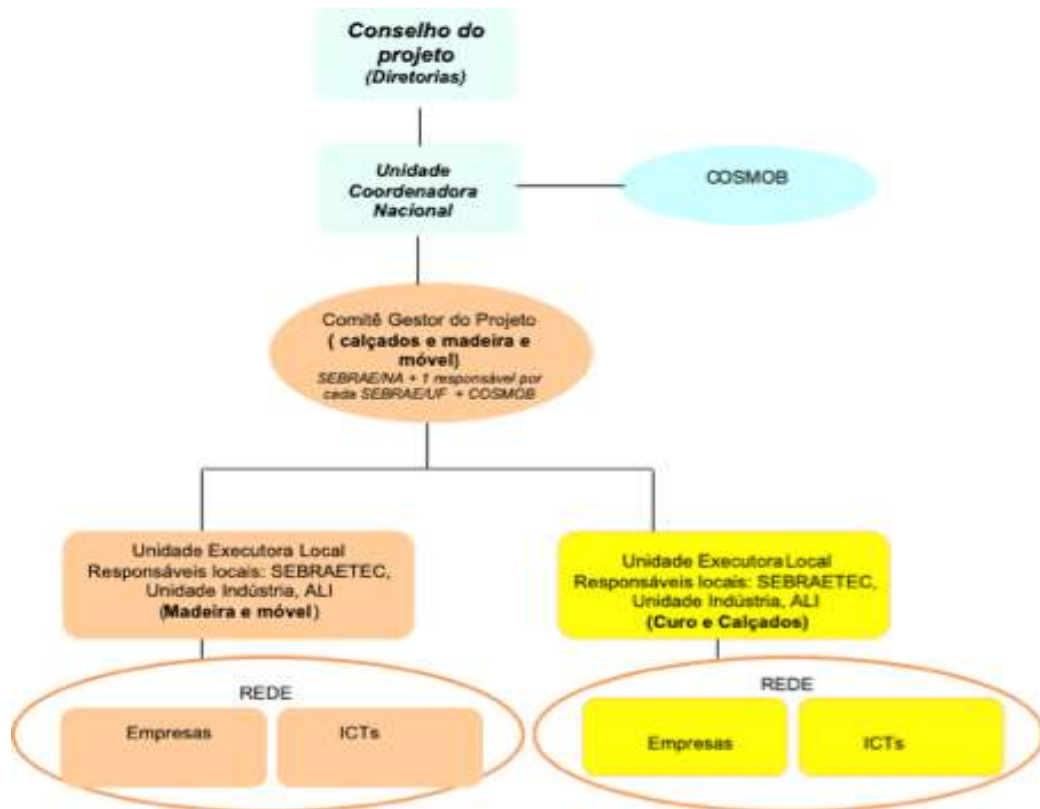 Conselho do
projeto
(Diretorias)
Unidade
Coordenadora
Nacional
COSMOB
Comitê Gestor do Projeto
( calçados e madeira e
móvel)
SEBRAE/NA + 1 responsável por
cada SEBRAE/UF + COSMOB
Unidade Executora Local
Responsáveis locais: SEBRAETEC,
Unidade Indústria, ALI
(Madeira e móvel)
Unidade Executora Local
Responsáveis locais: SEBRAETEC,
Unidade Indústria, ALI
(Curo e Calçados)
REDE
Empresas
ICTs
REDE
Empresas
ICTs